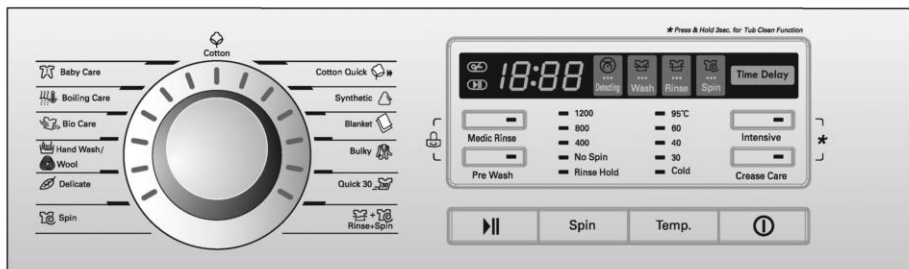 * Press & Hold 3sec. for Tub Clean Function
Cotton
Baby Care
Boiling Care
Bio Care
Hand Wash/
Wool
Delicate
Spin
Cotton Quick
Synthetic
Blanket
Bulky
Quick 30
30
Rinse+Spin
18:88
Detecting
Wash
Rinse
Spin
Time Delay
Medic Rinse
Pre Wash
1200
800
400
No Spin
Rinse Hold
95°C
60
40
30
Cold
Intensive
Crease Care
*
Spin
Temp.